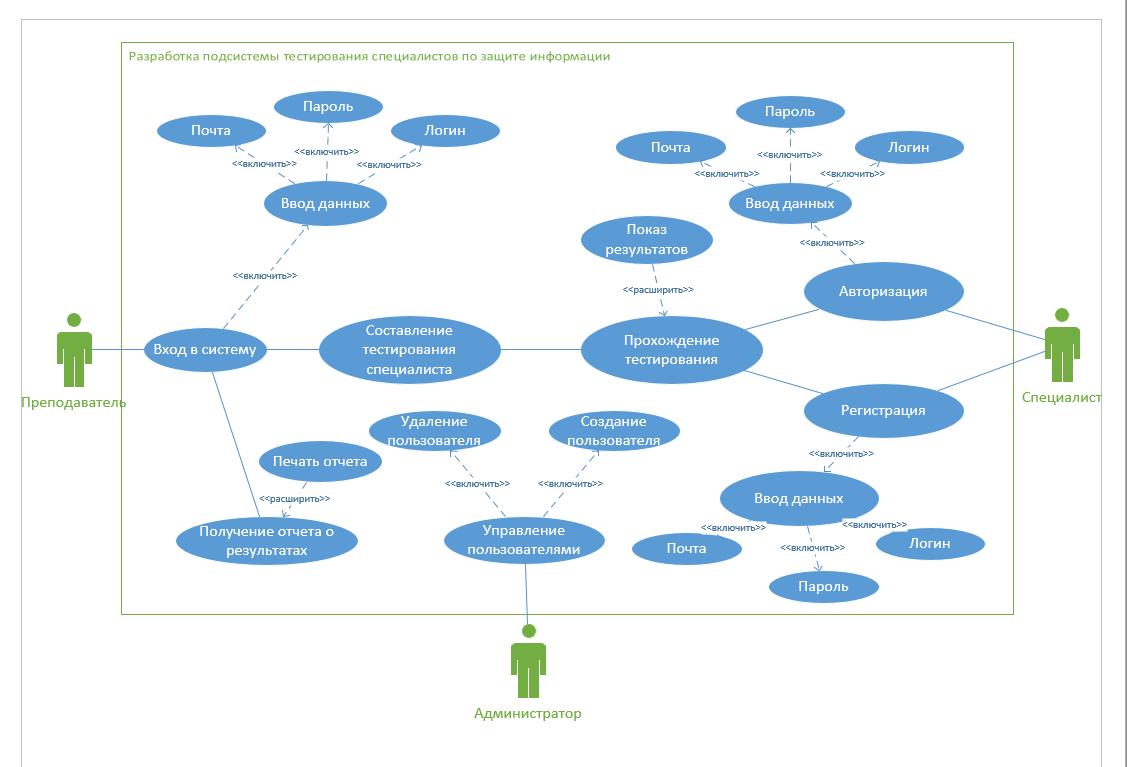 Разработка подсистемы тестирования специалистов по защите информации
Пароль
Почта
Логин
<<включить>>
<<включить>>
<<включить>>
Ввод данных
<<включить>>
Пароль
Почта
Логин
<<включить>>
<<включить>>
<<включить>>
Ввод данных
<<включить>>
Показ
результатов
<<расширить>>
Авторизация
Преподаватель
Вход в систему
Составление
тестирования
специалиста
Прохождение
тестирования
Специалист
Регистрация
<<включить>>
Удаление
пользователя
Создание
пользователя
<<включить>>
<<включить>>
Печать отчета
<<расширить>>
Получение отчета о
результатах
Управление
пользователями
Ввод данных
<<включить>>
<<включить>>
<<включить>>
Почта
Логин
Пароль
Администратор